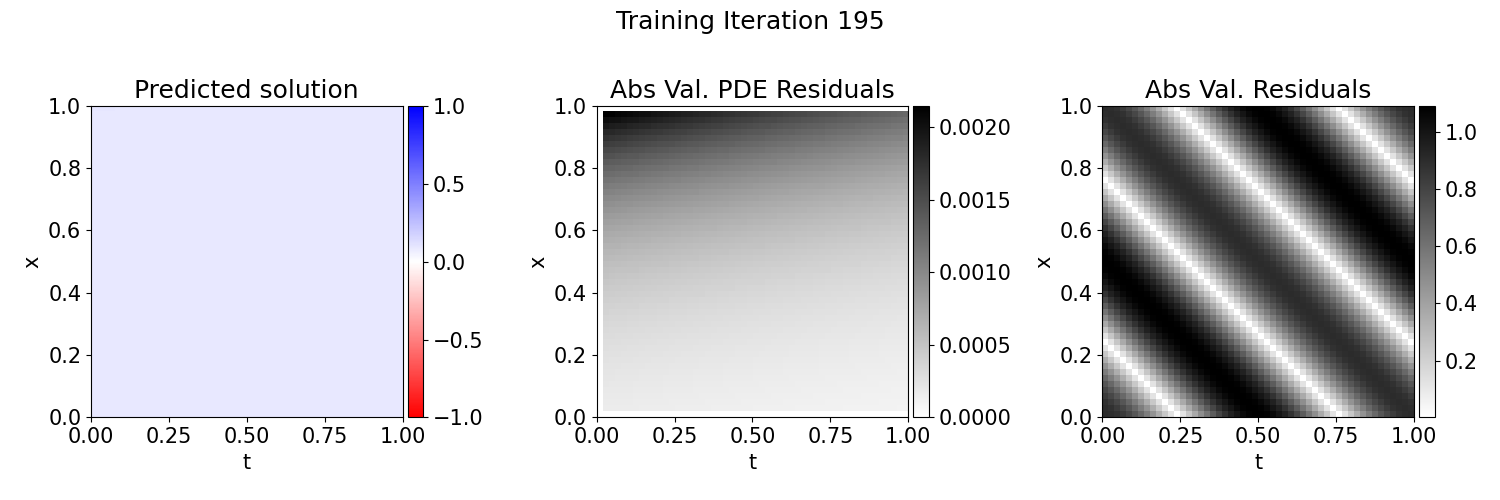 Training Iteration 195
Predicted solution
Abs Val. PDE Residuals
Abs Val. Residuals
1.0
0.8
0.6
0.4
0.2
0.0
x
0.00 0.25 0.50 0.75 1.00
t
1.0
0.5
0.0
−0.5
−1.0
1.0
0.8
0.6
0.4
0.2
0.0
x
0.00 0.25 0.50 0.75 1.00
t
0.0020
0.0015
0.0010
0.0005
0.0000
1.0
0.8
0.6
0.4
0.2
0.0
x
0.00 0.25 0.50 0.75 1.00
t
1.0
0.8
0.6
0.4
0.2